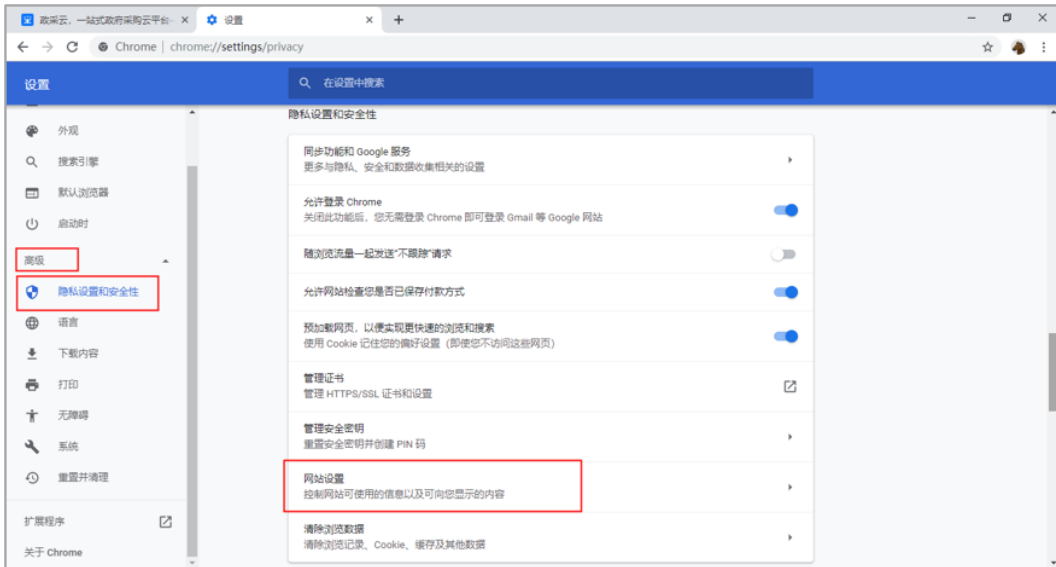 政采云，一站式政府采购云平台-
设置
Chrome | chrome://settings/privacy
设置
在设置中搜索
外观
搜索引擎
默认浏览器
启动时
高级
隐私设置和安全性
语言
下载内容
打印
无障碍
系统
重置并清理
扩展程序
关于 Chrome
隐私设置和安全性
同步功能和 Google 服务
更多与隐私、安全和数据收集相关的设置
允许登录 Chrome
关闭此功能后，您无需登录 Chrome 即可登录 Gmail 等 Google 网站
随浏览流量一起发送“不跟踪”请求
允许网站检查您是否已保存付款方式
预加载网页，以便实现更快速的浏览和搜索
使用 Cookie 记住您的偏好设置（即使您不访问这些网页）
管理证书
管理 HTTPS/SSL 证书和设置
管理安全密钥
重置安全密钥并创建 PIN 码
网站设置
控制网站可使用的信息以及可向您显示的内容
清除浏览数据
清除浏览记录、Cookie、缓存及其他数据